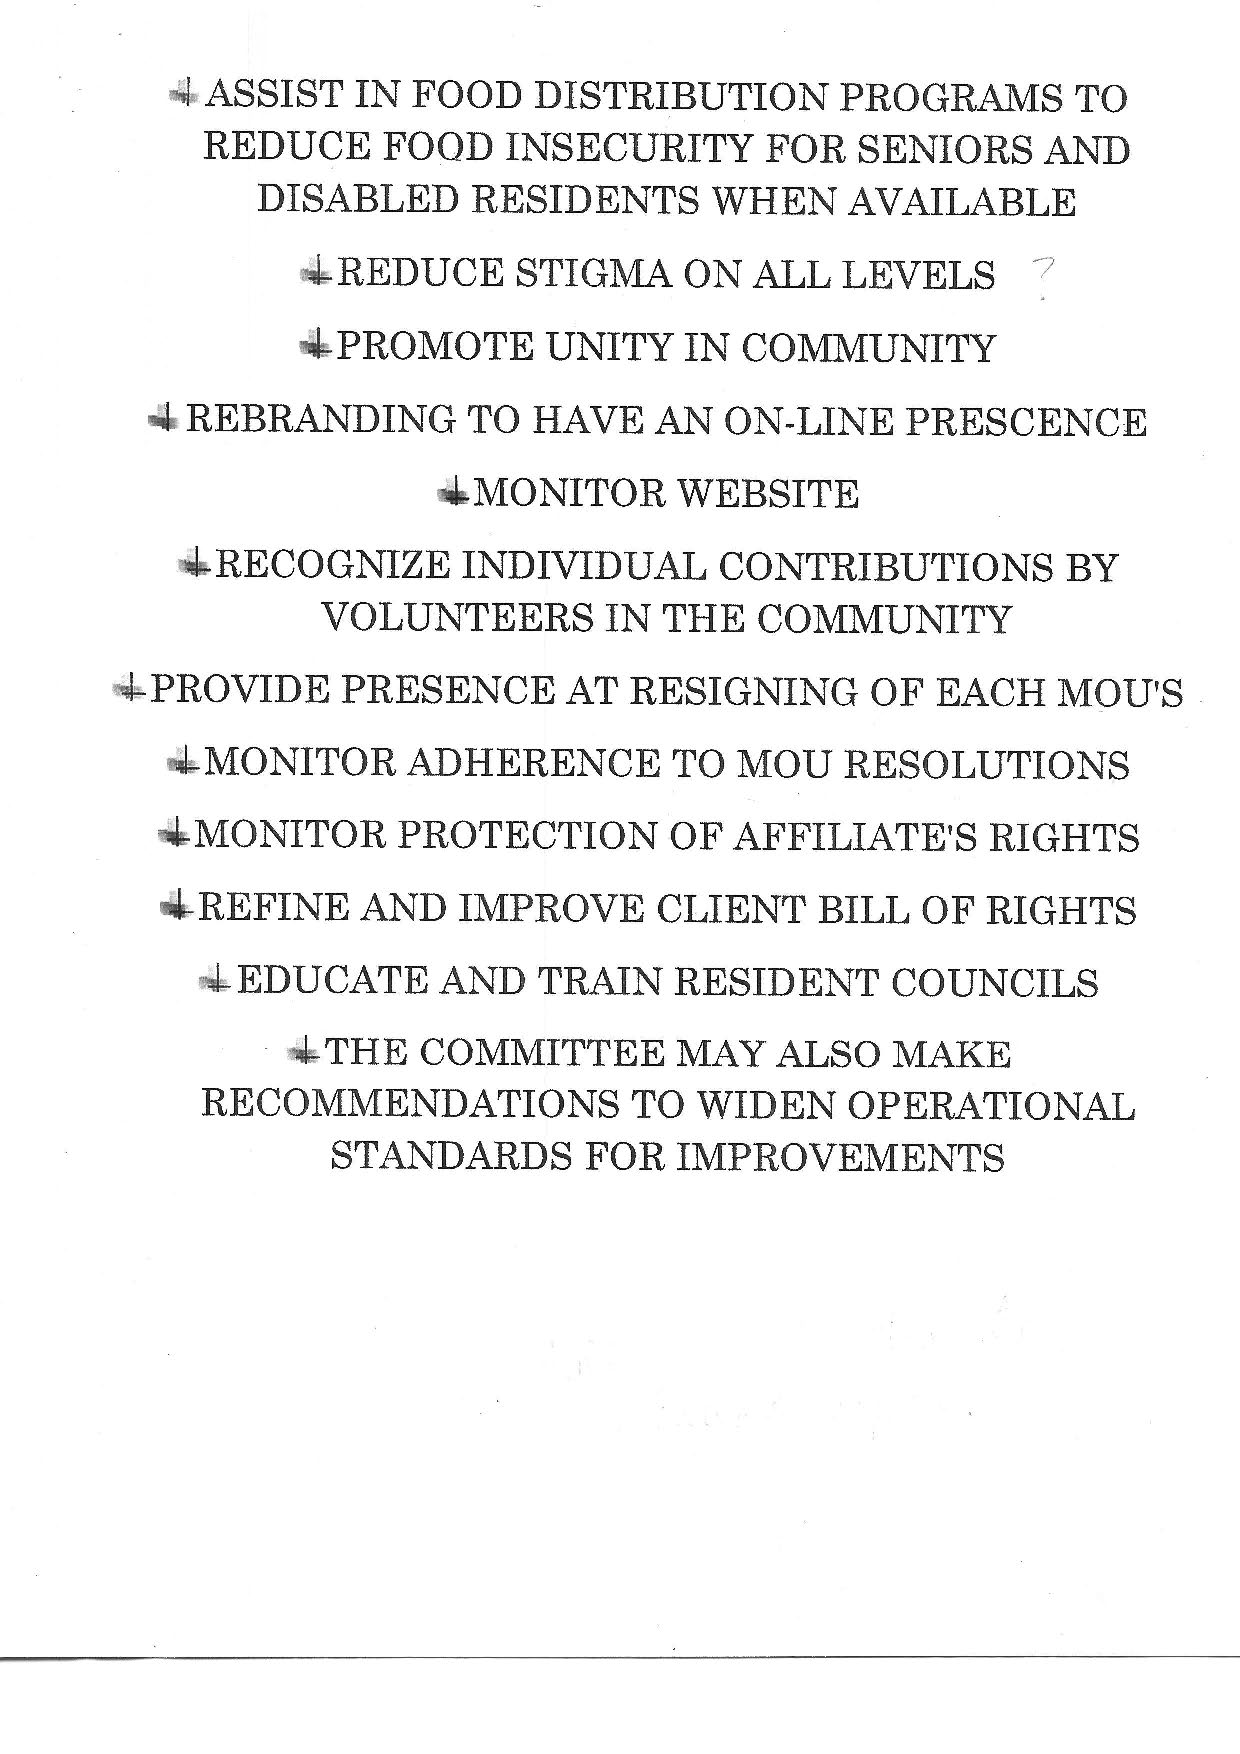 ASSIST IN FOOD DISTRIBUTION PROGRAMS TO
REDUCE FOOD INSECURITY FOR SENIORS AND
DISABLED RESIDENTS WHEN AVAILABLE
REDUCE STIGMA ON ALL LEVELS ?
PROMOTE UNITY IN COMMUNITY
REBRANDING TO HAVE AN ON-LINE PRESCENCE
MONITOR WEBSITE
RECOGNIZE INDIVIDUAL CONTRIBUTIONS BY
VOLUNTEERS IN THE COMMUNITY
PROVIDE PRESENCE AT RESIGNING OF EACH MOU'S
MONITOR ADHERENCE TO MOU RESOLUTIONS
MONITOR PROTECTION OF AFFILIATE'S RIGHTS
REFINE AND IMPROVE CLIENT BILL OF RIGHTS
EDUCATE AND TRAIN RESIDENT COUNCILS
THE COMMITTEE MAY ALSO MAKE
RECOMMENDATIONS TO WIDEN OPERATIONAL
STANDARDS FOR IMPROVEMENTS